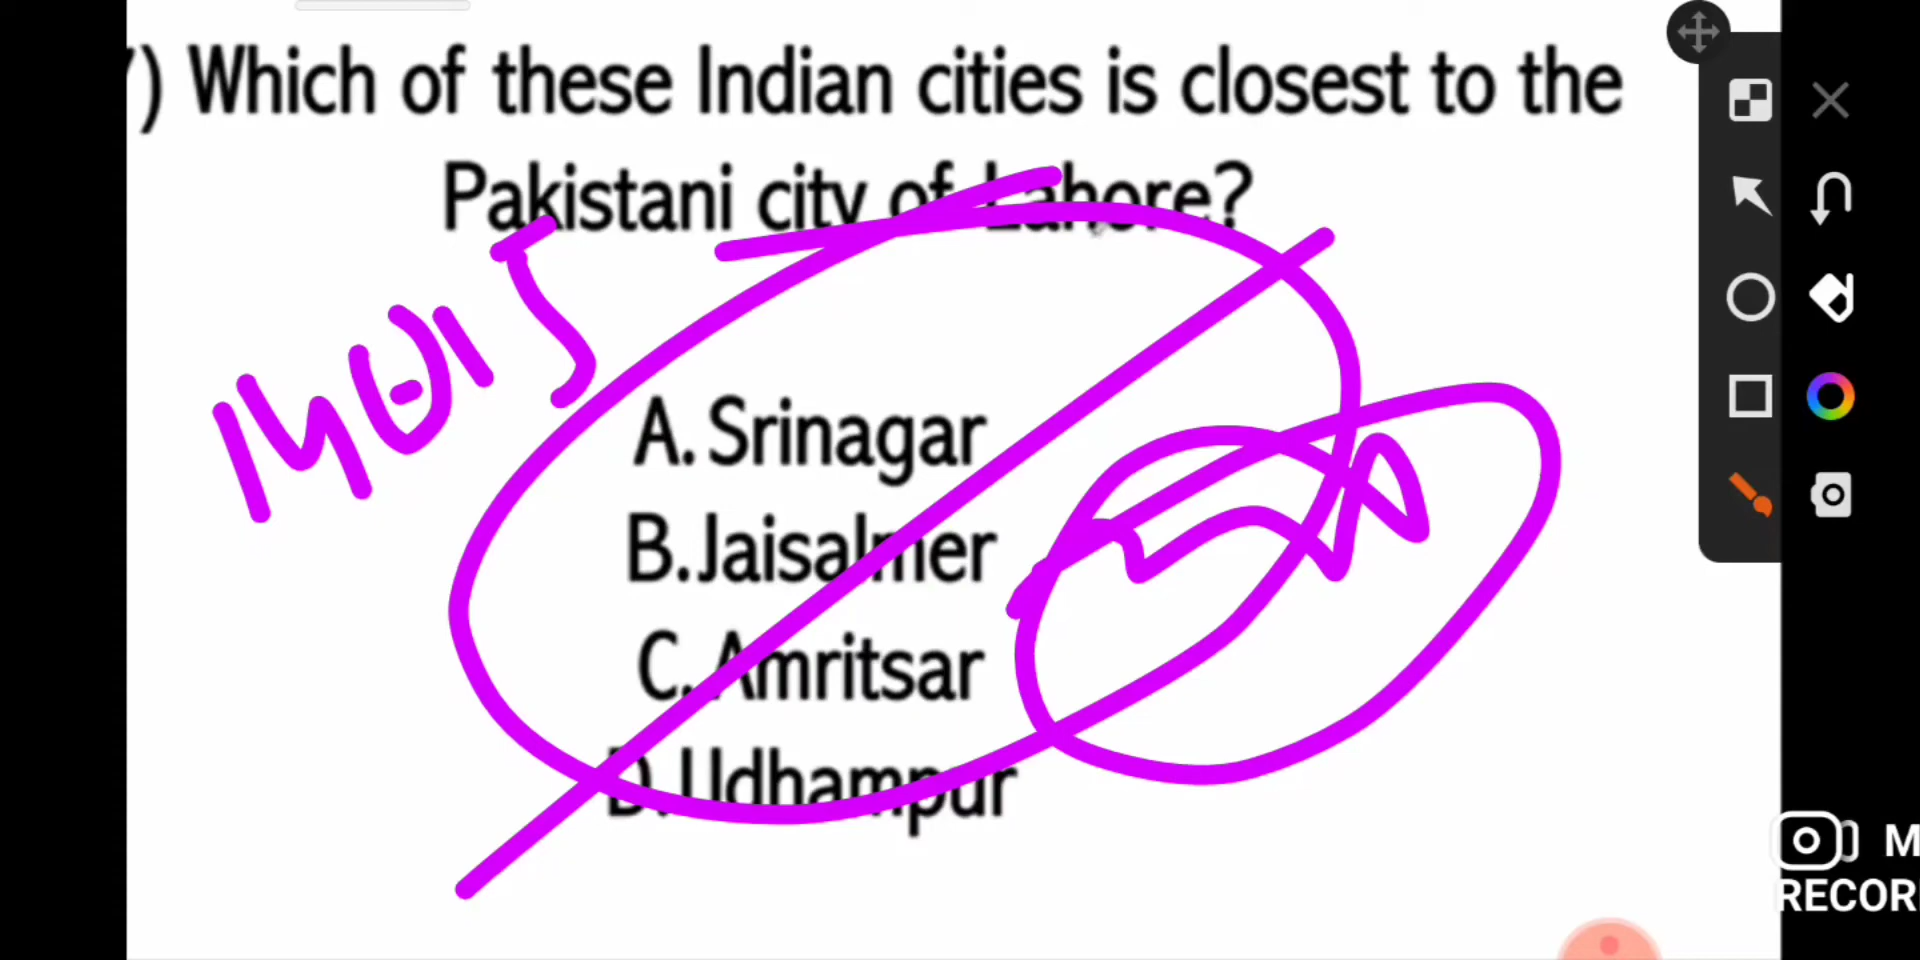 ) Which of these Indian cities is closest to the
Pakistani city of Lahore?
A. Srinagar
B. Jaisalmer
C. Amritsar
D. Udhampur
M
RECOR